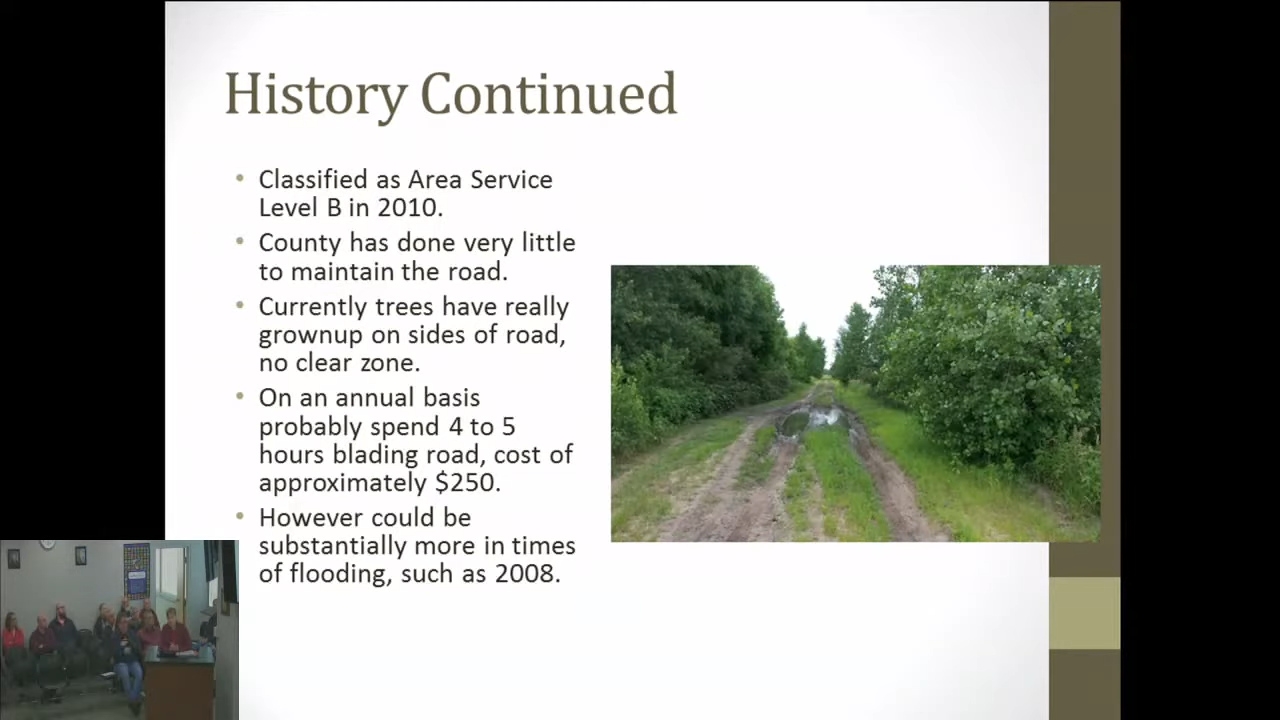 History Continued
• Classified as Area Service
Level B in 2010.
• County has done very little
to maintain the road.
• Currently trees have really
grownup on sides of road,
no clear zone.
• On an annual basis
probably spend 4 to 5
hours blading road, cost of
approximately $250.
• However could be
substantially more in times
of flooding, such as 2008.